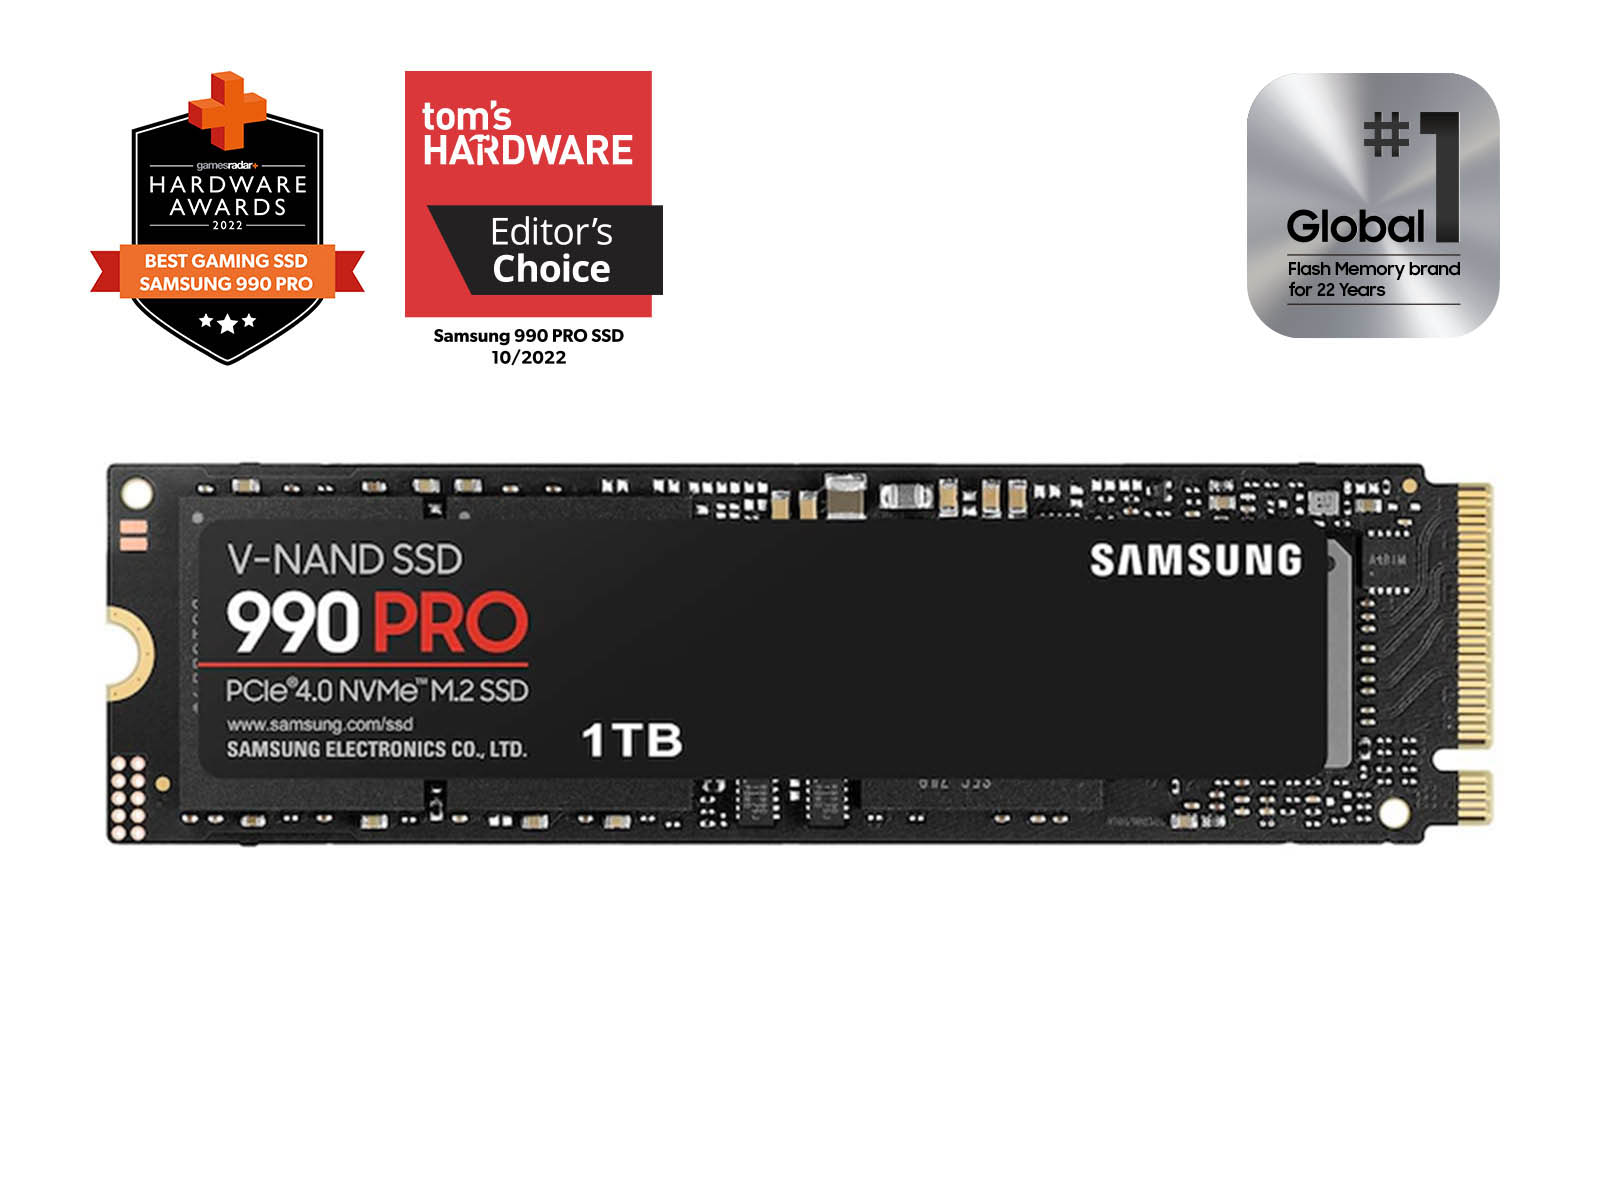 gamesradar+
HARDWARE
AWARDS
2022
BEST GAMING SSD
SAMSUNG 990 PRO
tom's
HARDWARE
Editor's
Choice
Samsung 990 PRO SSD
10/2022
#1
Global
Flash Memory brand
for 22 Years
V-NAND SSD
SAMSUNG
990 PRO
PCIe®4.0 NVMe™ M.2 SSD
www.samsung.com/ssd
SAMSUNG ELECTRONICS CO., LTD.
1TB